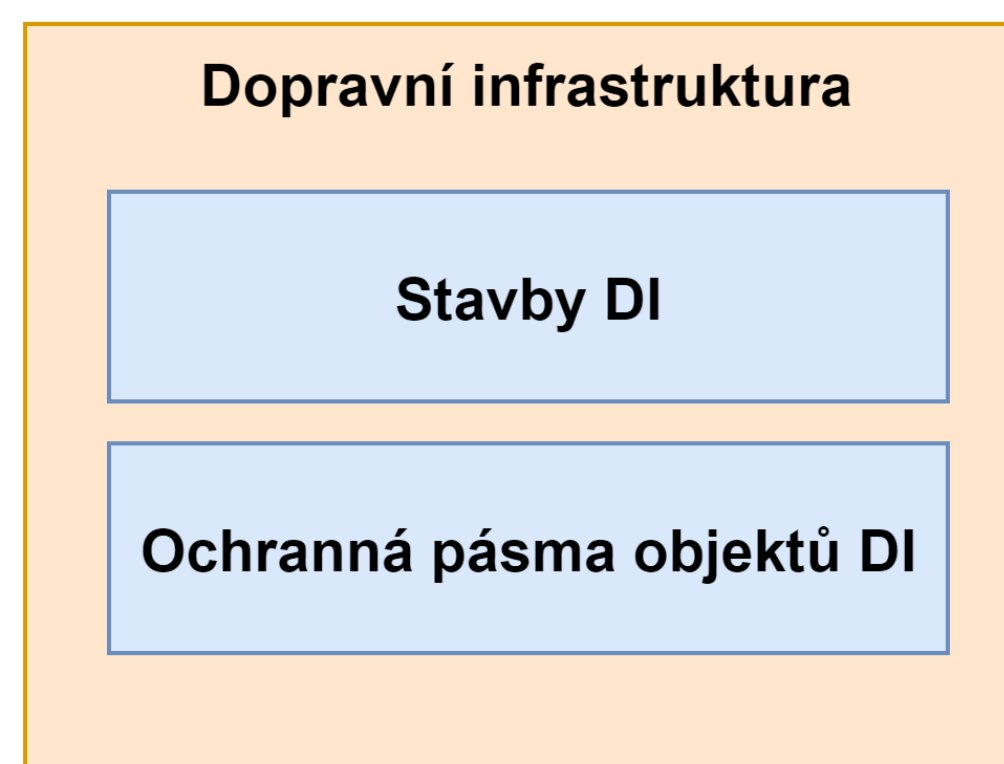 Dopravní infrastruktura
Stavby DI
Ochranná pásma objektů DI